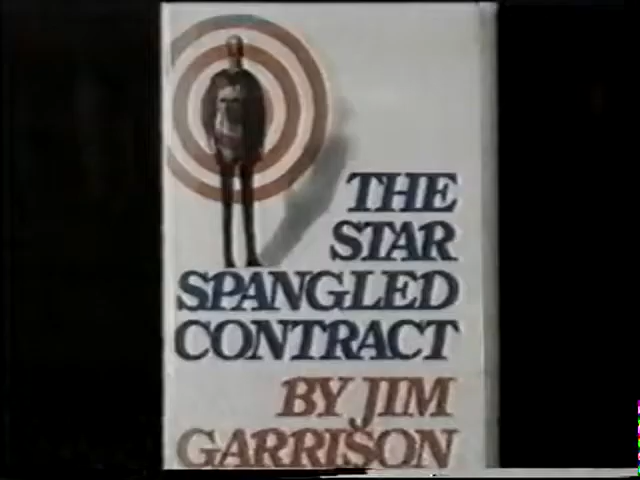 THE
STAR
SPANGLED
CONTRACT
BY JIM
GARRISON